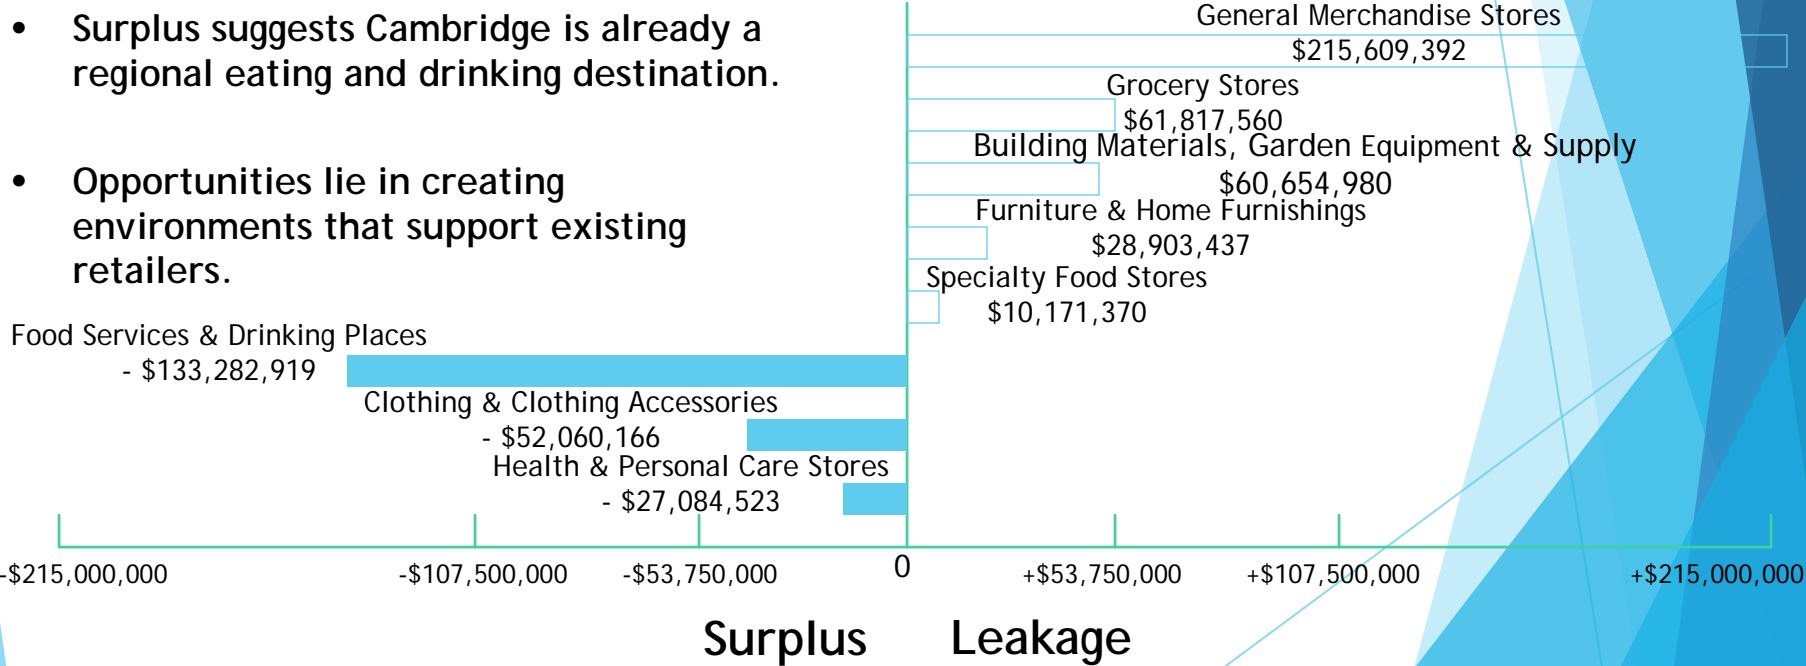 • Surplus suggests Cambridge is already a
regional eating and drinking destination.
• Opportunities lie in creating
environments that support existing
retailers.
General Merchandise Stores
$215,609,392
Grocery Stores
$61,817,560
Building Materials, Garden Equipment & Supply
$60,654,980
Furniture & Home Furnishings
$28,903,437
Specialty Food Stores
$10,171,370
Food Services & Drinking Places
- $133,282,919
Clothing & Clothing Accessories
- $52,060,166
Health & Personal Care Stores
- $27,084,523
-$215,000,000 -$107,500,000 -$53,750,000 0 +$53,750,000 +$107,500,000 +$215,000,000
Surplus Leakage